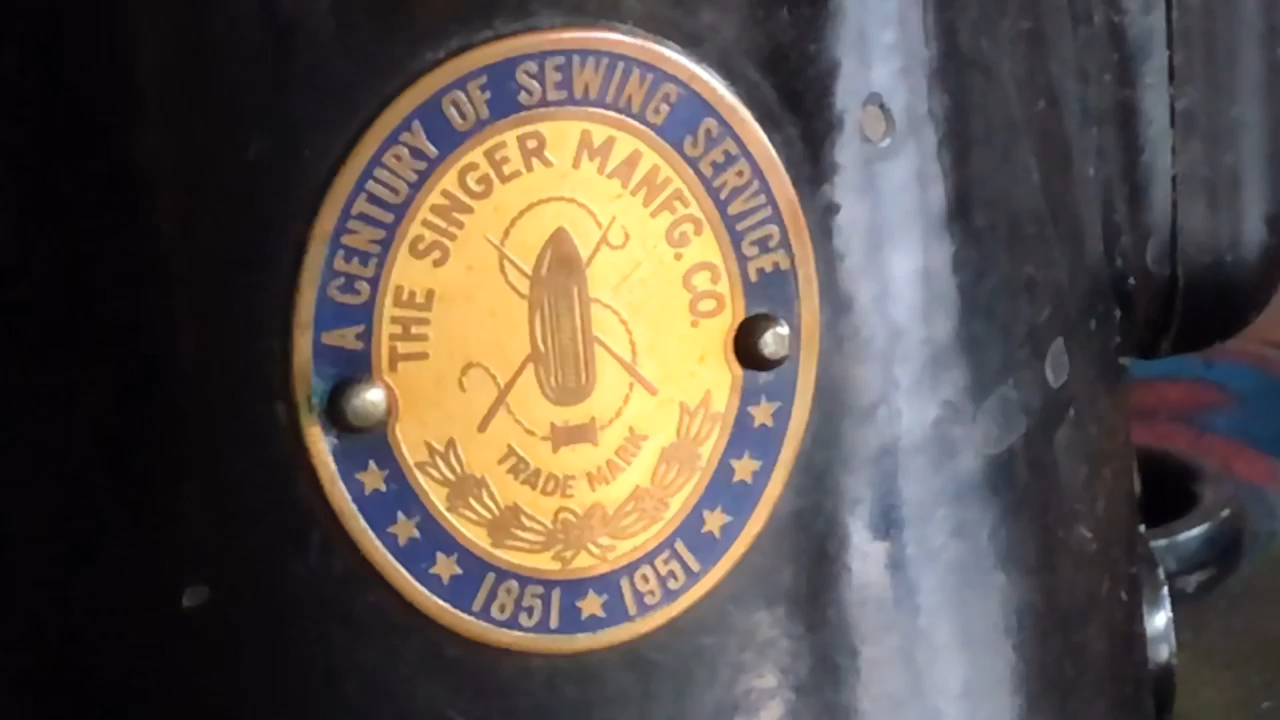 A CENTURY OF SEWING SERVICE
THE SINGER MANFG. CO.
TRADE MARK
1851 ★ 1951